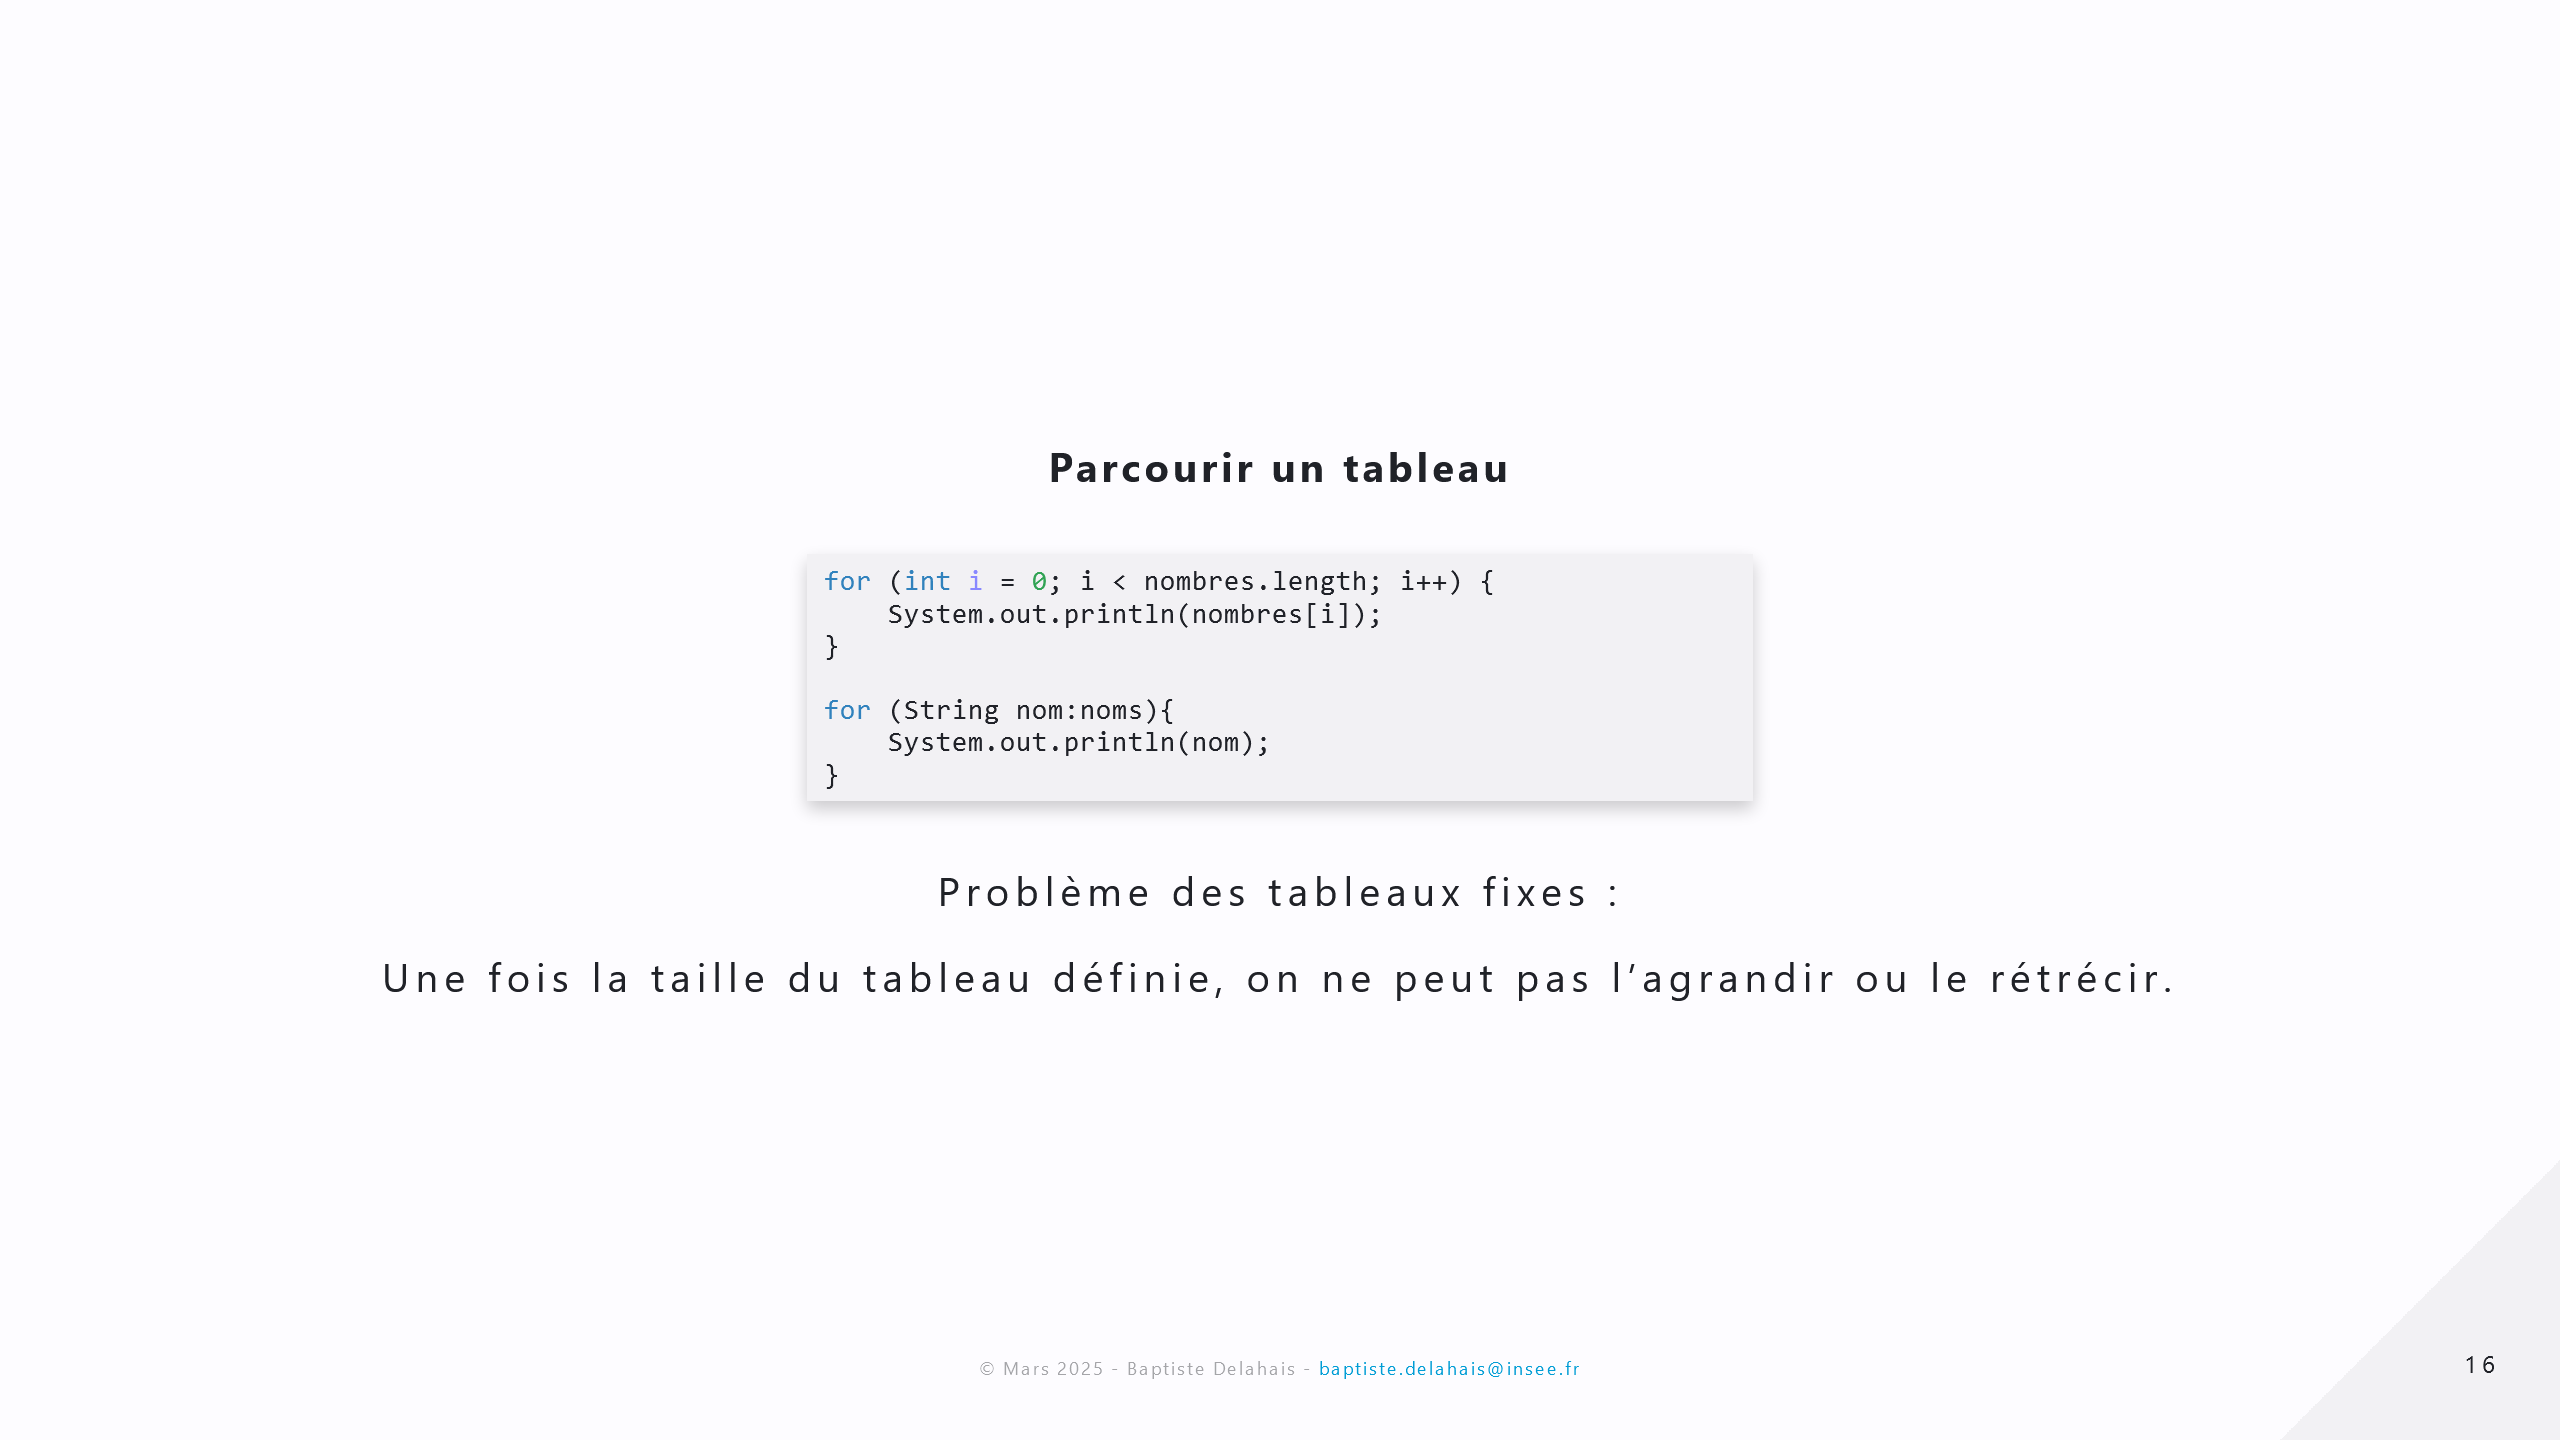 Parcourir un tableau
for (int i = 0; i < nombres.length; i++) {
    System.out.println(nombres[i]);
}
for (String nom:noms){
    System.out.println(nom);
}
Problème des tableaux fixes :
Une fois la taille du tableau définie, on ne peut pas l’agrandir ou le rétrécir.
© Mars 2025 - Baptiste Delahais - baptiste.delahais@insee.fr
16